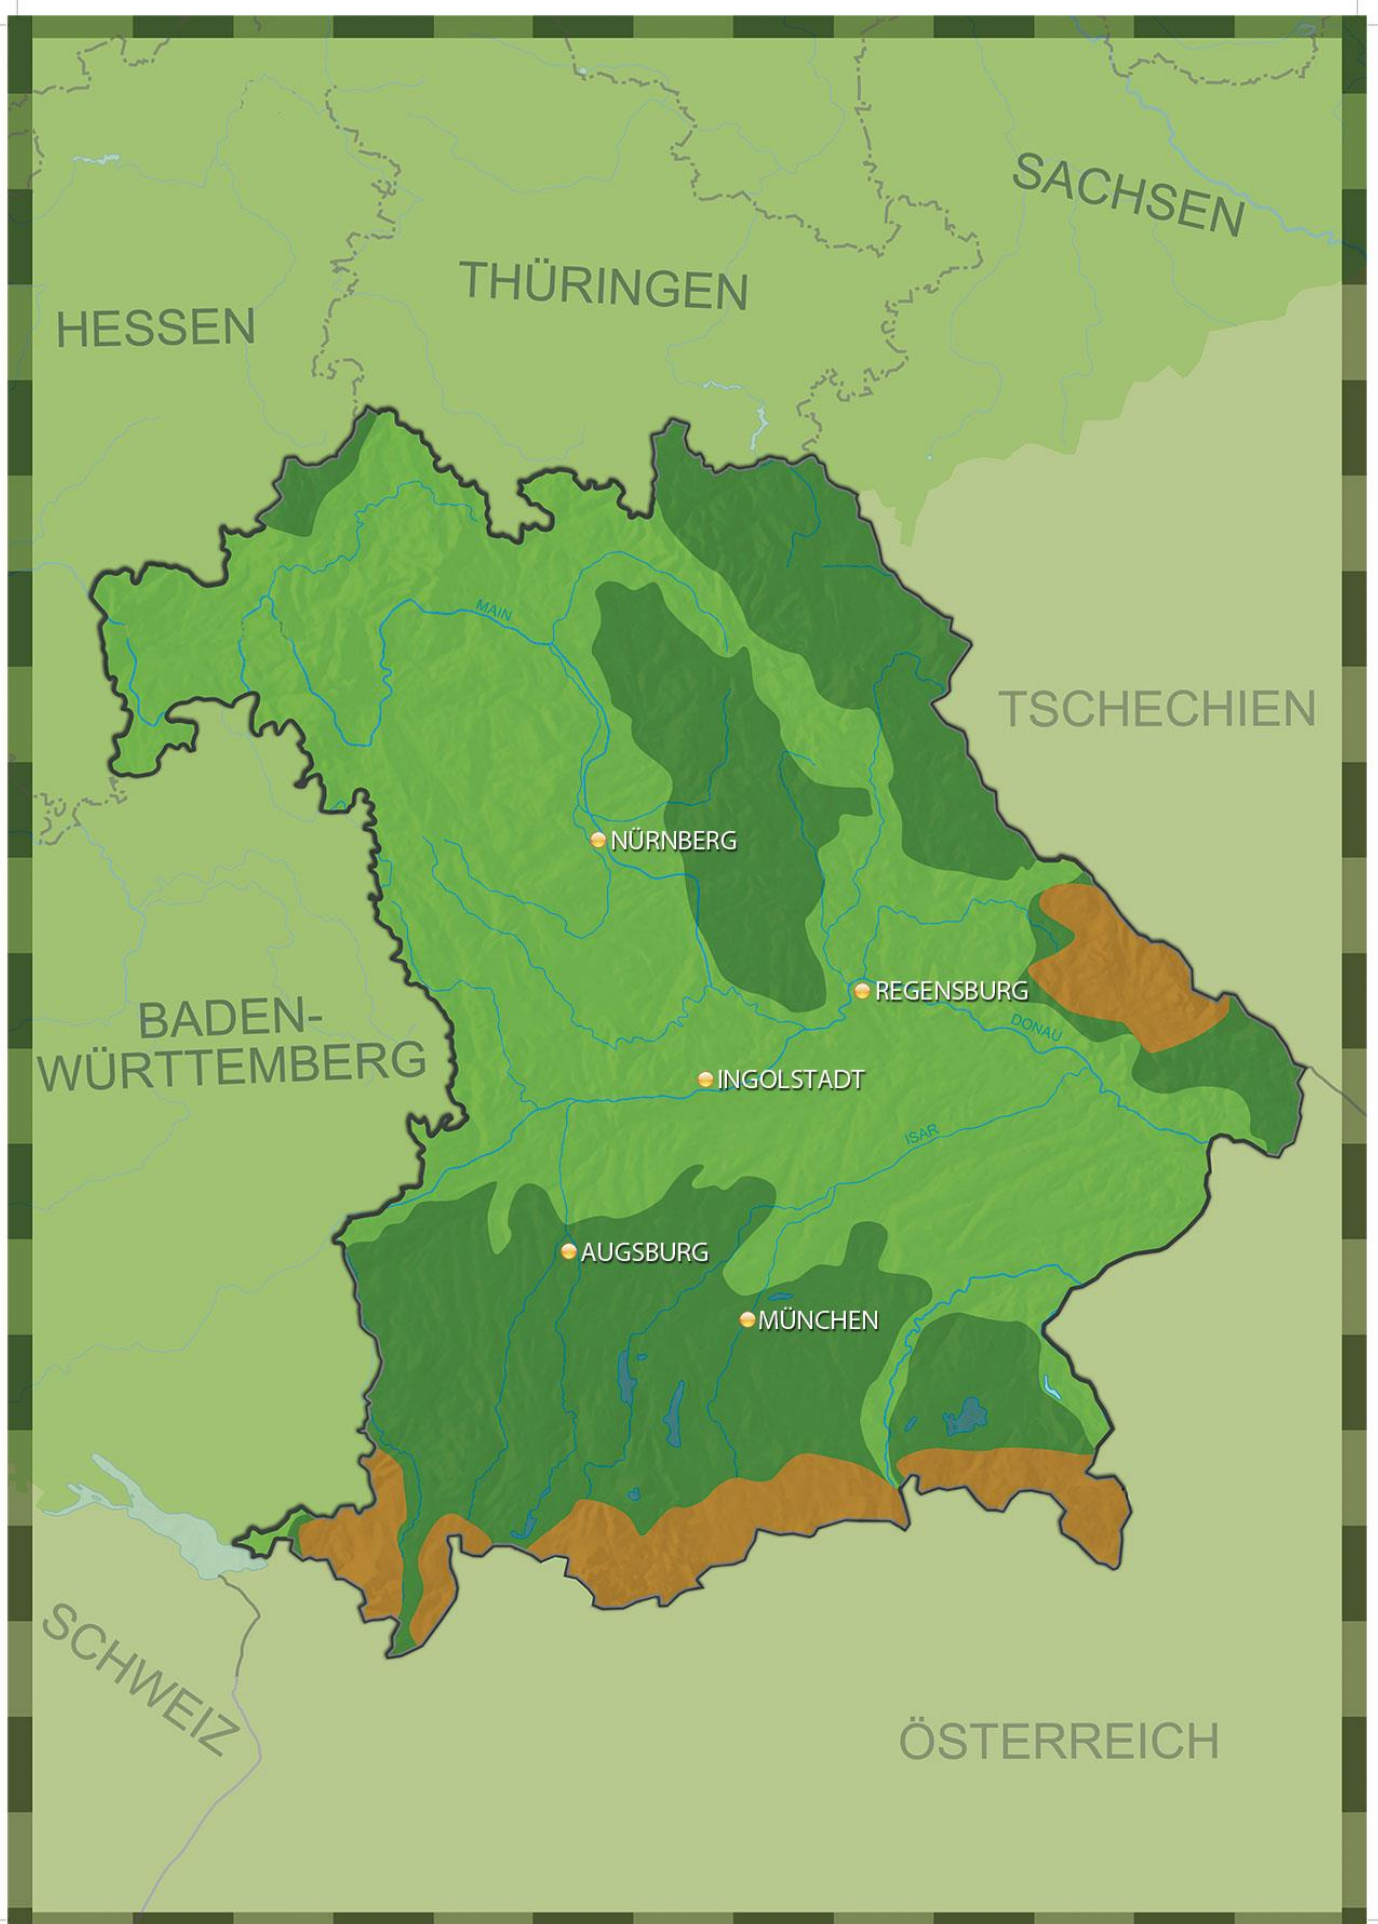 SACHSEN
THÜRINGEN
HESSEN
MAIN
TSCHECHIEN
NÜRNBERG
REGENSBURG
BADEN-
WÜRTTEMBERG
DONAU
INGOLSTADT
ISAR
AUGSBURG
MÜNCHEN
SCHWEIZ
ÖSTERREICH